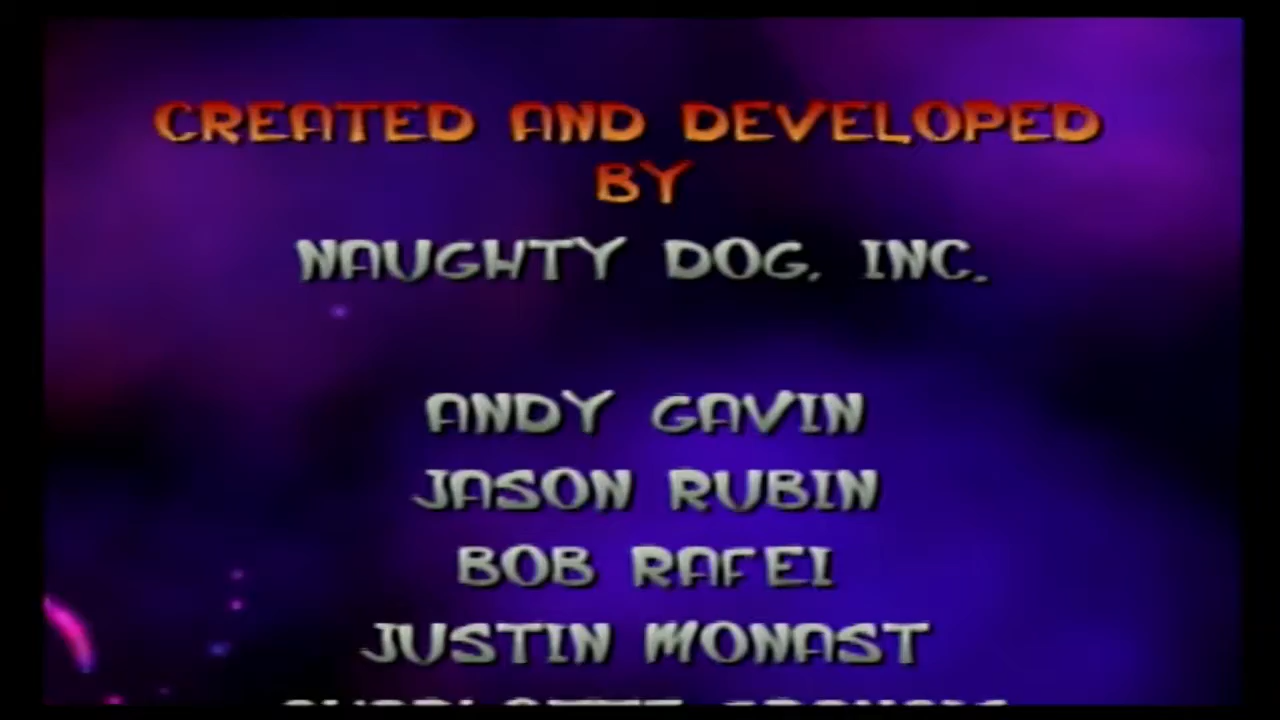 CREATED AND DEVELOPED
BY
NAUGHTY DOG, INC.
ANDY GAVIN
JASON RUBIN
BOB RAFEI
JUSTIN MONAST